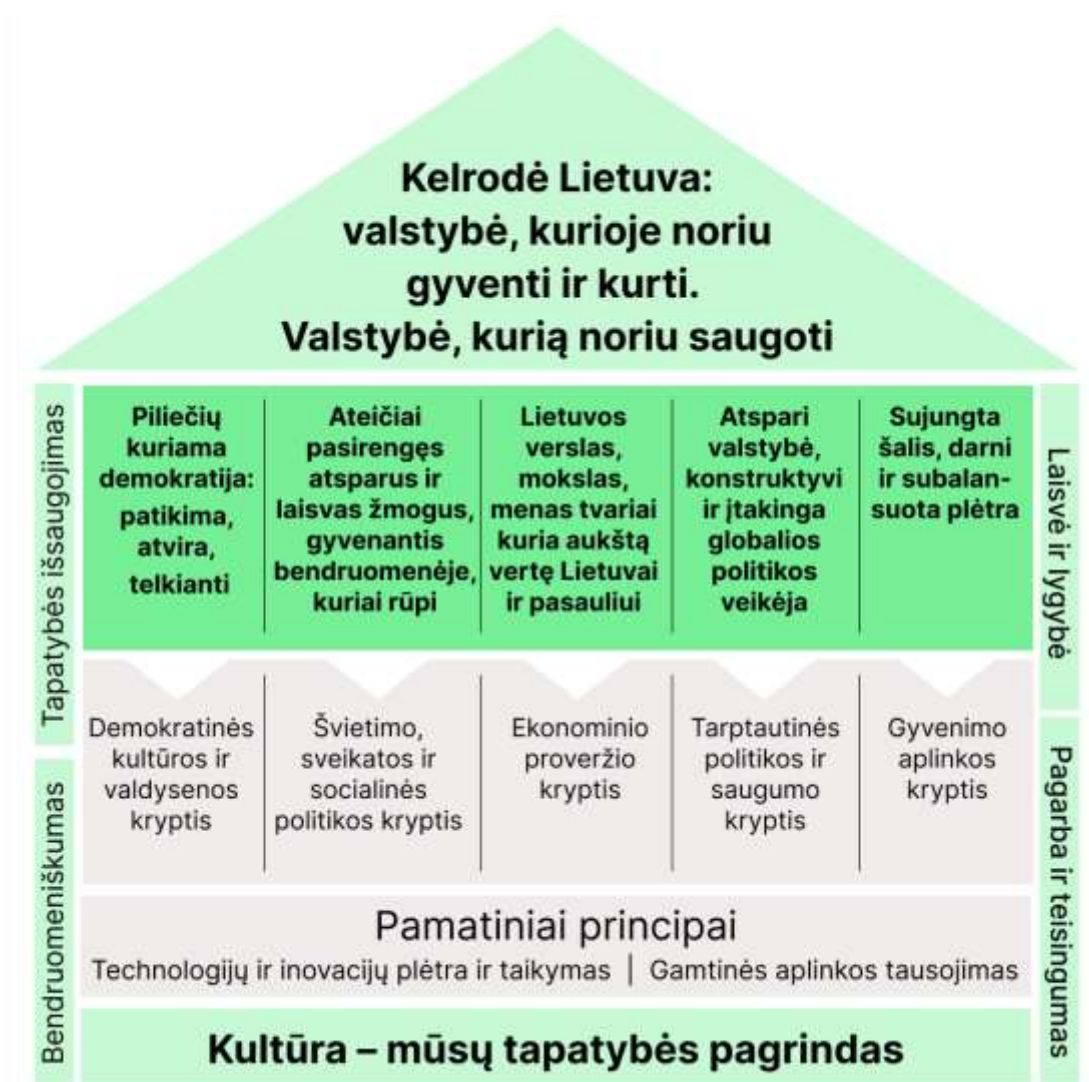 Kelrodė Lietuva:
valstybė, kurioje noriu
gyventi ir kurti.
Valstybė, kurią noriu saugoti
Tapatybės išsaugojimas
Bendruomeniškumas
Piliečių
kuriama
demokratija:
patikima,
atvira,
telkianti
Ateičiai
pasirengęs
atsparus ir
laisvas žmogus,
gyvenantis
bendruomenėje,
kuriai rūpi
Lietuvos
verslas,
mokslas,
menas tvariai
kuria aukštą
vertę Lietuvai
ir pasauliui
Atspari
valstybė,
konstruktyvi
ir įtakinga
globalios
politikos
veikėja
Sujungta
šalis, darni
ir subalan-
suota plėtra
Demokratinės
kultūros ir
valdysenos
kryptis
Švietimo,
sveikatos ir
socialinės
politikos kryptis
Ekonominio
proveržio
kryptis
Tarptautinės
politikos ir
saugumo
kryptis
Gyvenimo
aplinkos
kryptis
Laisvė ir lygybė
Pagarba ir teisingumas
Pamatiniai principai
Technologijų ir inovacijų plėtra ir taikymas | Gamtinės aplinkos tausojimas
Kultūra – mūsų tapatybės pagrindas